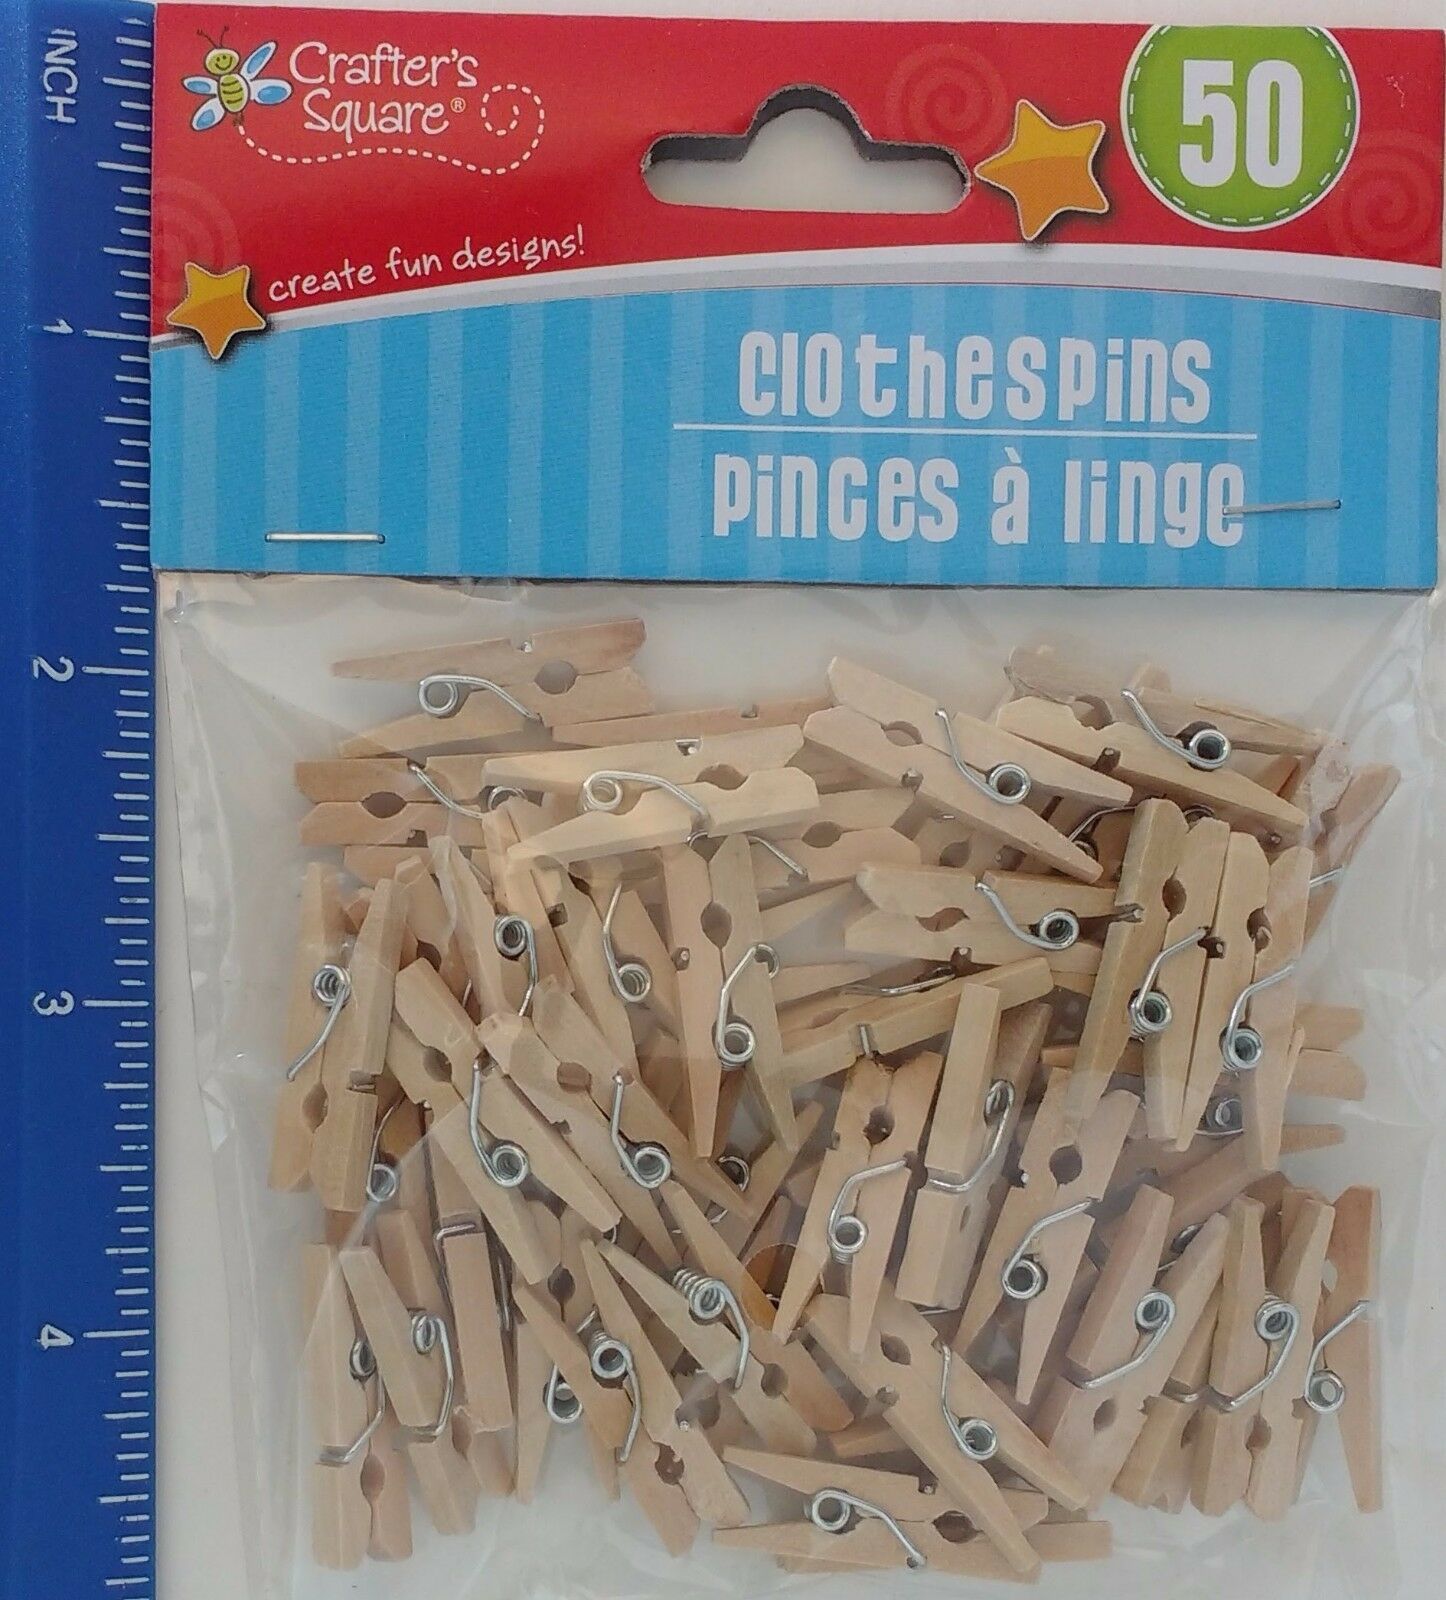 INCH
1
2
3
4
Crafter's
Square®
create fun designs!
50
Clothespins
Pinces à linge